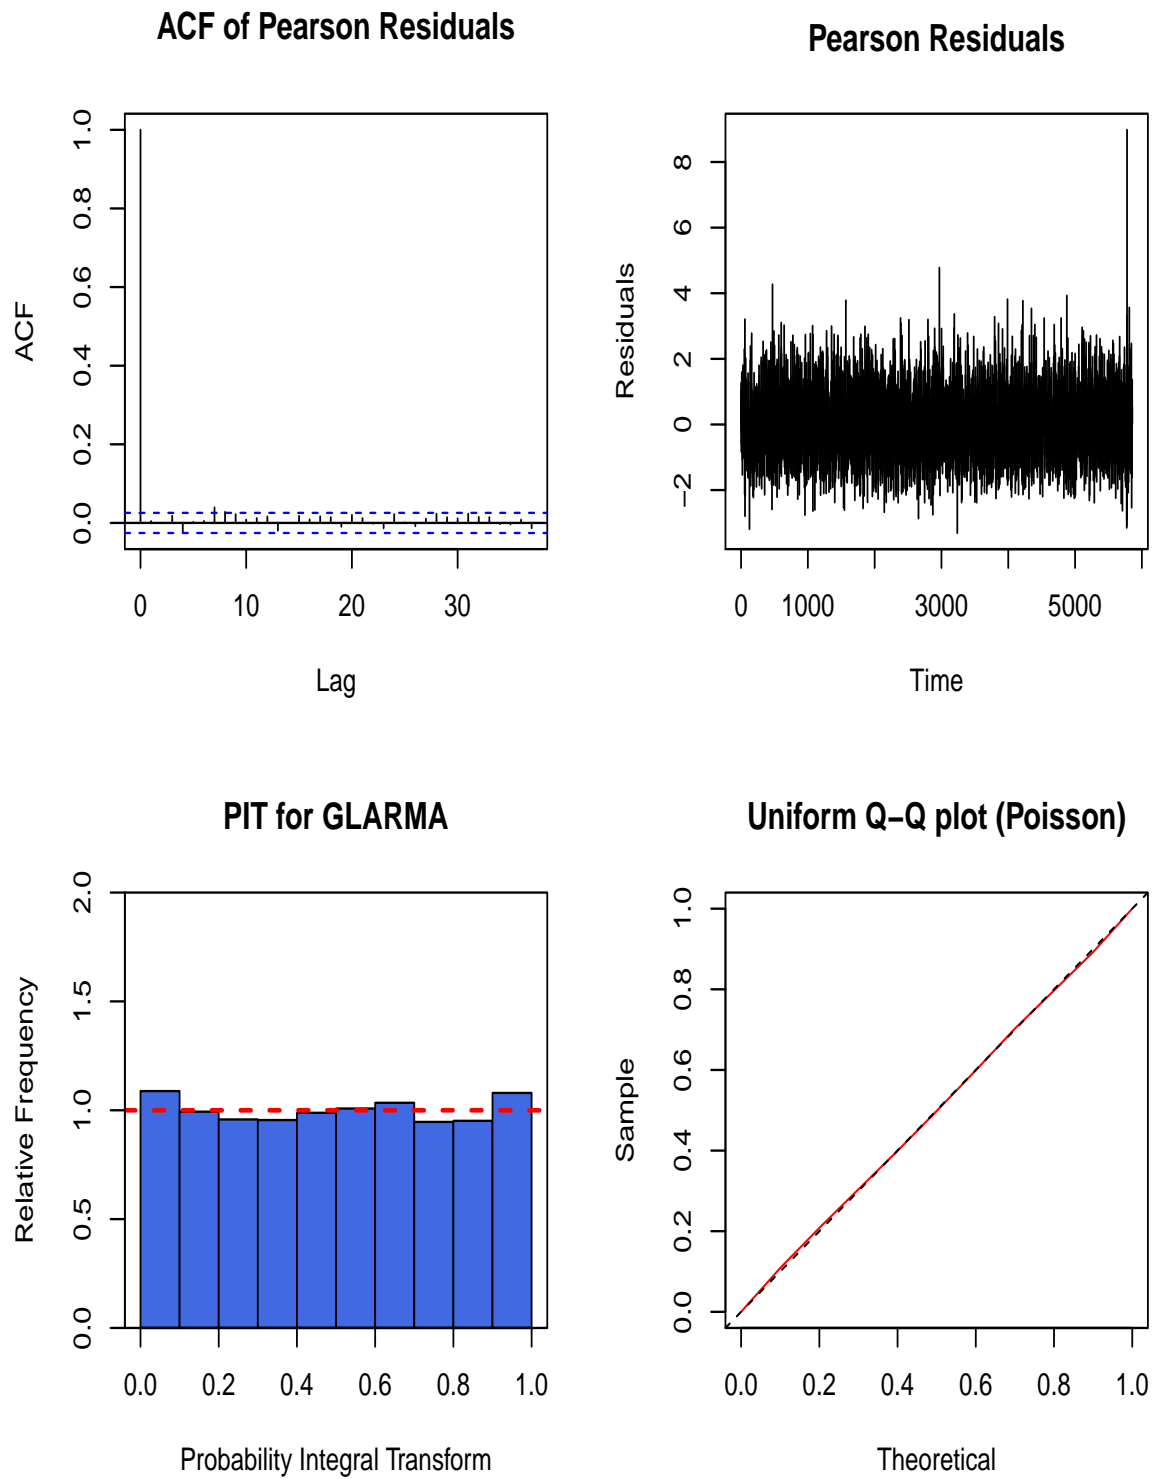 ACF of Pearson Residuals
ACF
1.0
0.8
0.6
0.4
0.2
0.0
0 10 20 30
Lag
Pearson Residuals
Residuals
8
6
4
2
0
−2
0 1000 3000 5000
Time
PIT for GLARMA
Relative Frequency
2.0
1.5
1.0
0.5
0.0
0.0 0.2 0.4 0.6 0.8 1.0
Probability Integral Transform
Uniform Q−Q plot (Poisson)
Sample
1.0
0.8
0.6
0.4
0.2
0.0
0.0 0.2 0.4 0.6 0.8 1.0
Theoretical